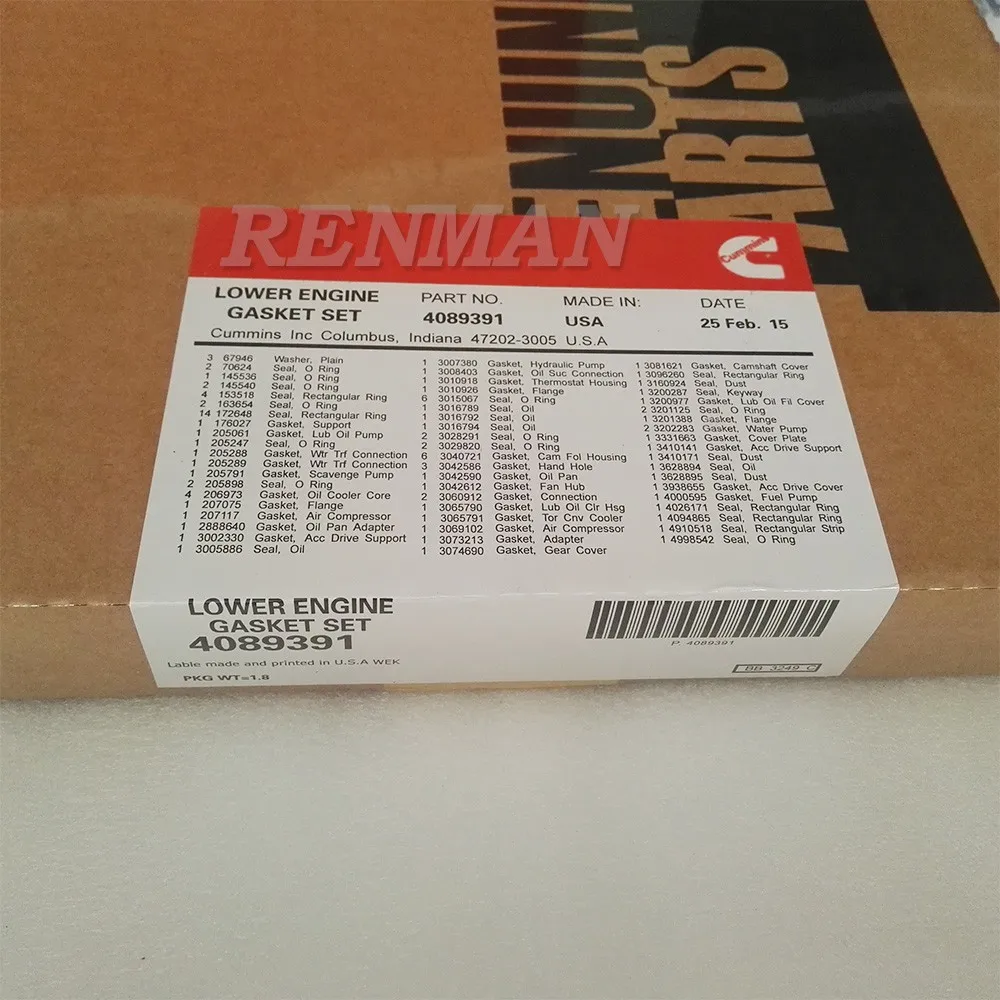 ENUIN
ARTS
RENMAN
Cummins
LOWER ENGINE GASKET SET
PART NO. 4089391
MADE IN: USA
DATE 25 Feb. 15
Cummins Inc Columbus, Indiana 47202-3005 U.S.A
3 67946 Washer, Plain
2 70624 Seal, O Ring
1 145536 Seal, O Ring
2 145540 Seal, O Ring
4 153518 Seal, Rectangular Ring
2 163654 Seal, O Ring
14 172648 Seal, Rectangular Ring
1 176027 Gasket, Support
1 205061 Gasket, Lub Oil Pump
1 205247 Seal, O Ring
1 205288 Gasket, Wtr Trf Connection
1 205289 Gasket, Wtr Trf Connection
1 205791 Gasket, Scavenge Pump
2 205898 Seal, O Ring
4 206973 Gasket, Oil Cooler Core
1 207075 Gasket, Flange
1 207117 Gasket, Air Compressor
1 2888640 Gasket, Oil Pan Adapter
1 3002330 Gasket, Acc Drive Support
1 3005886 Seal, Oil
1 3007380 Gasket, Hydraulic Pump
1 3008403 Gasket, Oil Suc Connection
1 3010918 Gasket, Thermostat Housing
1 3010926 Gasket, Flange
6 3015067 Seal, O Ring
1 3016789 Seal, Oil
1 3016792 Seal, Oil
1 3016794 Seal, Oil
2 3028291 Seal, O Ring
2 3029820 Seal, O Ring
6 3040721 Gasket, Cam Fol Housing
3 3042586 Gasket, Hand Hole
1 3042590 Gasket, Oil Pan
1 3042612 Gasket, Fan Hub
2 3060912 Gasket, Connection
1 3065790 Gasket, Lub Oil Clr Hsg
1 3065791 Gasket, Tor Cnv Cooler
1 3069102 Gasket, Air Compressor
1 3073213 Gasket, Adapter
1 3074690 Gasket, Gear Cover
1 3081621 Gasket, Camshaft Cover
1 3096260 Seal, Rectangular Ring
1 3160924 Seal, Dust
1 3200287 Seal, Keyway
1 3200977 Gasket, Lub Oil Fil Cover
2 3201125 Seal, O Ring
1 3201388 Gasket, Flange
2 3202283 Gasket, Water Pump
1 3331663 Gasket, Cover Plate
1 3410141 Gasket, Acc Drive Support
1 3410171 Seal, Dust
1 3628894 Seal, Oil
1 3628895 Seal, Dust
1 3938655 Gasket, Acc Drive Cover
1 4000595 Gasket, Fuel Pump
1 4026171 Seal, Rectangular Ring
1 4094865 Seal, Rectangular Ring
1 4910518 Seal, Rectangular Strip
1 4998542 Seal, O Ring
LOWER ENGINE
GASKET SET
4089391
Lable made and printed in U.S.A WEK
PKG WT=1.8
P. 4089391
BB 3249 C